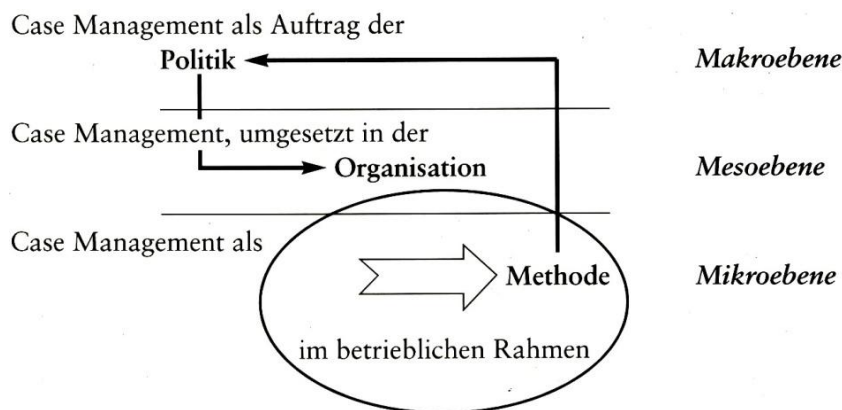 Case Management als Auftrag der
Politik
Makroebene
Case Management, umgesetzt in der
Organisation
Mesoebene
Case Management als
Methode
Mikroebene
im betrieblichen Rahmen